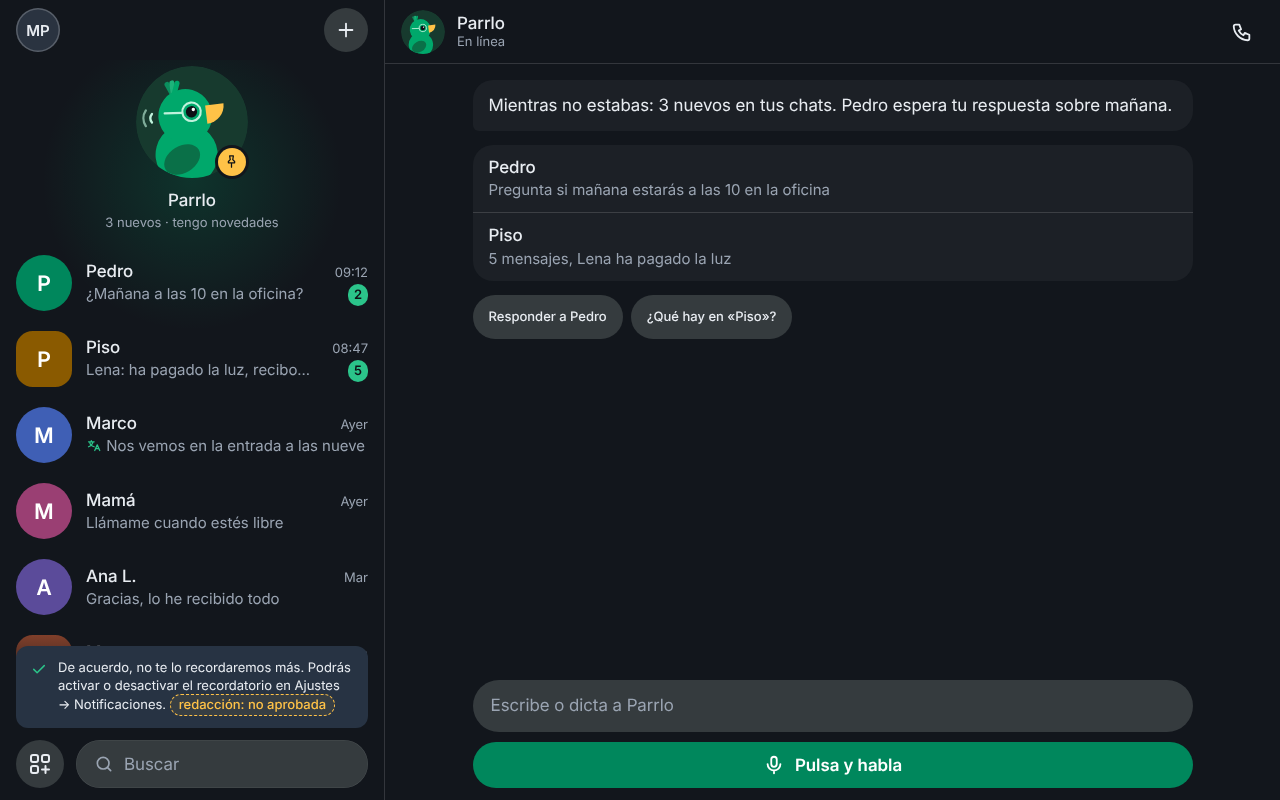 MP
Parrlo
3 nuevos · tengo novedades
P
Pedro
09:12
¿Mañana a las 10 en la oficina?
2
P
Piso
08:47
Lena: ha pagado la luz, recibo...
5
M
Marco
Ayer
Nos vemos en la entrada a las nueve
M
Mamá
Ayer
Llámame cuando estés libre
A
Ana L.
Mar
Gracias, lo he recibido todo
De acuerdo, no te lo recordaremos más. Podrás
activar o desactivar el recordatorio en Ajustes
→ Notificaciones. redacción: no aprobada
Buscar
Parrlo
En línea
Mientras no estabas: 3 nuevos en tus chats. Pedro espera tu respuesta sobre mañana.
Pedro
Pregunta si mañana estarás a las 10 en la oficina
Piso
5 mensajes, Lena ha pagado la luz
Responder a Pedro
¿Qué hay en «Piso»?
Escribe o dicta a Parrlo
Pulsa y habla